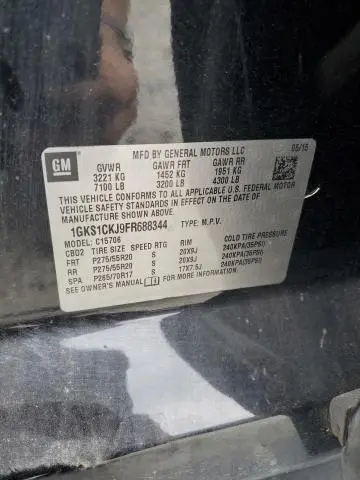 GM
MFD BY GENERAL MOTORS LLC 05/15
GVWR GAWR FRT GAWR RR
3221 KG 1452 KG 1951 KG
7100 LB 3200 LB 4300 LB
THIS VEHICLE CONFORMS TO ALL APPLICABLE U.S. FEDERAL MOTOR
VEHICLE SAFETY STANDARDS IN EFFECT ON THE DATE OF
MANUFACTURE SHOWN ABOVE.
1GKS1CKJ9FR688344 TYPE: M.P.V.
MODEL: C15706
CBD2 TIRE SIZE SPEED RTG RIM COLD TIRE PRESSURE
FRT P275/55R20 S 20X9J 240KPA(35PSI)
RR P275/55R20 S 20X9J 240KPA(35PSI)
SPA P265/70R17 S 17X7.5J 240KPA(35PSI)
SEE OWNER'S MANUAL FOR MORE INFORMATION.